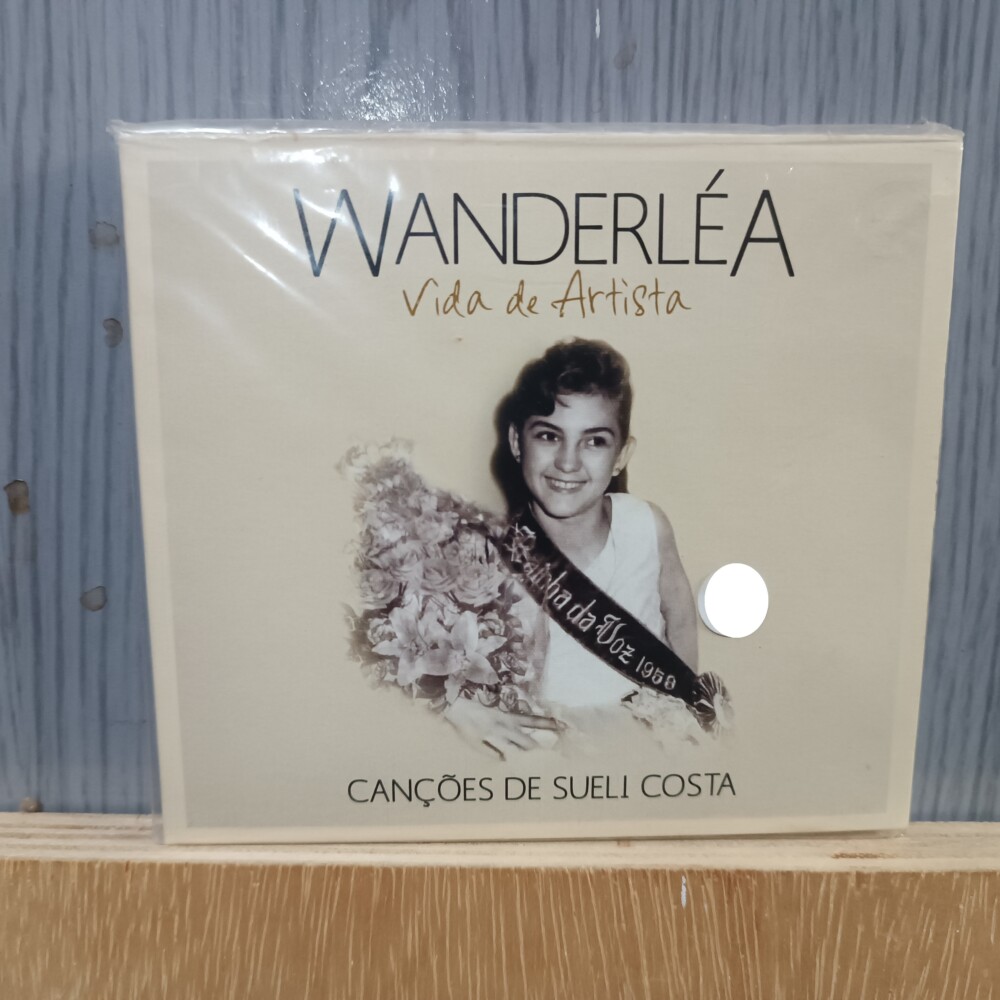 WANDERLÉA
Vida de Artista
Rainha da Voz 1958
CANÇÕES DE SUELI COSTA